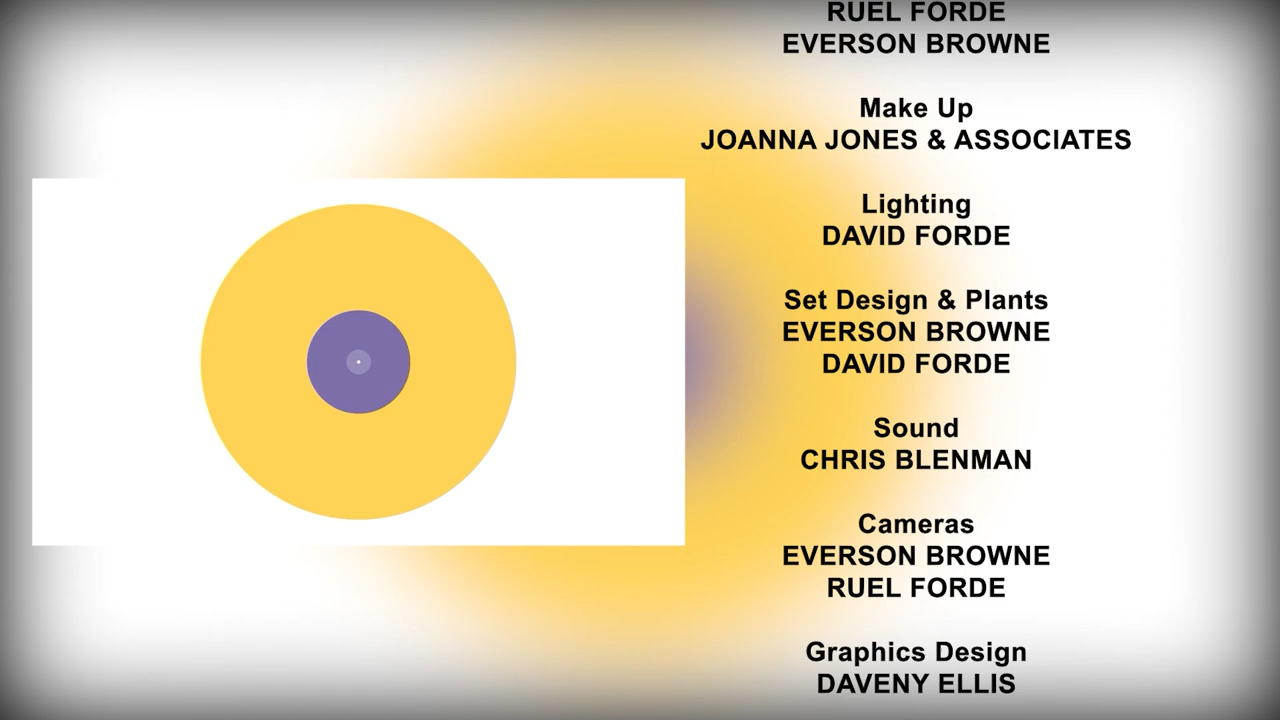 RUEL FORDE
EVERSON BROWNE
Make Up
JOANNA JONES & ASSOCIATES
Lighting
DAVID FORDE
Set Design & Plants
EVERSON BROWNE
DAVID FORDE
Sound
CHRIS BLENMAN
Cameras
EVERSON BROWNE
RUEL FORDE
Graphics Design
DAVENY ELLIS